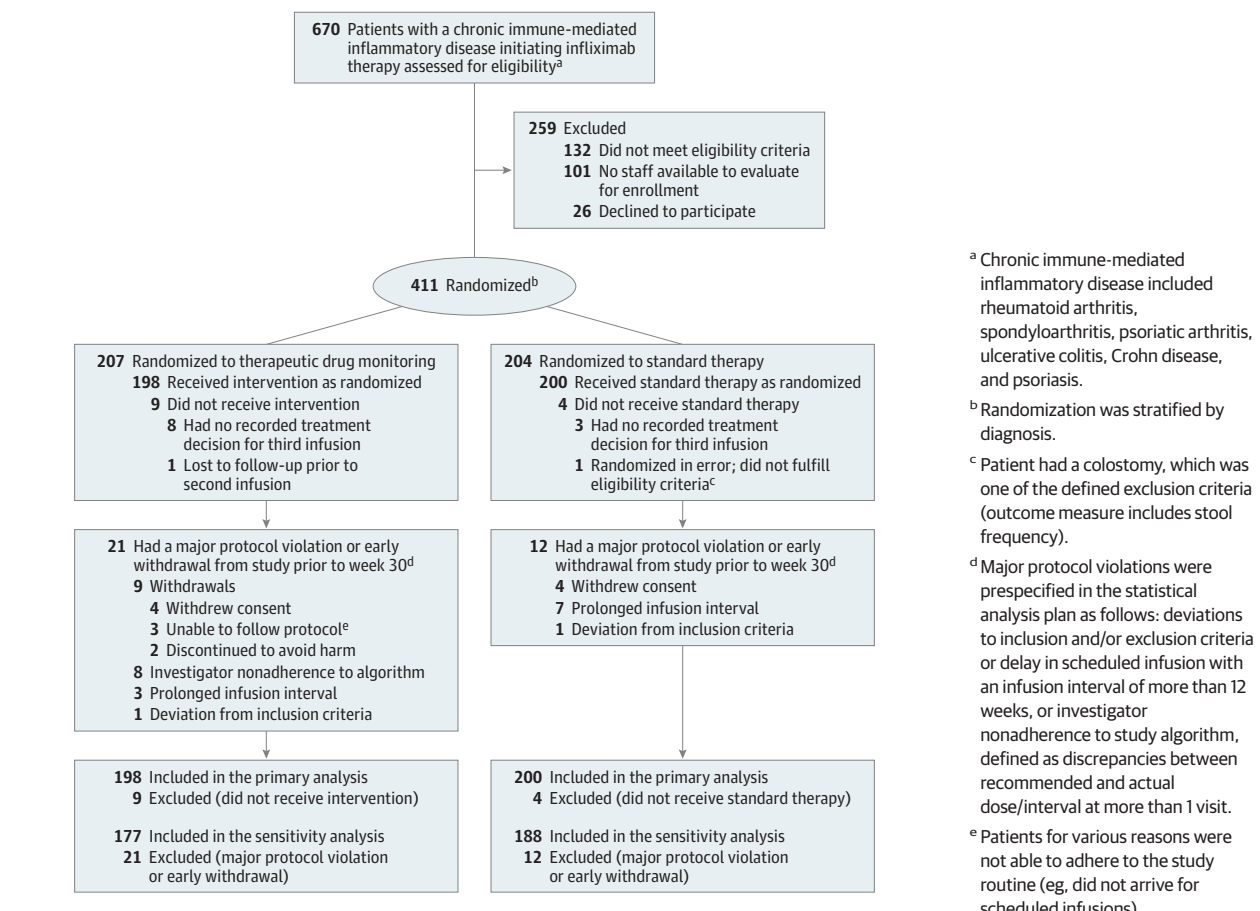 670 Patients with a chronic immune-mediated
inflammatory disease initiating infliximab
therapy assessed for eligibilitya
259 Excluded
132 Did not meet eligibility criteria
101 No staff available to evaluate
for enrollment
26 Declined to participate
411 Randomizedb
207 Randomized to therapeutic drug monitoring
198 Received intervention as randomized
9 Did not receive intervention
8 Had no recorded treatment
decision for third infusion
1 Lost to follow-up prior to
second infusion
204 Randomized to standard therapy
200 Received standard therapy as randomized
4 Did not receive standard therapy
3 Had no recorded treatment
decision for third infusion
1 Randomized in error; did not fulfill
eligibility criteriac
21 Had a major protocol violation or early
withdrawal from study prior to week 30d
9 Withdrawals
4 Withdrew consent
3 Unable to follow protocole
2 Discontinued to avoid harm
8 Investigator nonadherence to algorithm
3 Prolonged infusion interval
1 Deviation from inclusion criteria
12 Had a major protocol violation or early
withdrawal from study prior to week 30d
4 Withdrew consent
7 Prolonged infusion interval
1 Deviation from inclusion criteria
198 Included in the primary analysis
9 Excluded (did not receive intervention)
177 Included in the sensitivity analysis
21 Excluded (major protocol violation
or early withdrawal)
200 Included in the primary analysis
4 Excluded (did not receive standard therapy)
188 Included in the sensitivity analysis
12 Excluded (major protocol violation
or early withdrawal)
a Chronic immune-mediated
inflammatory disease included
rheumatoid arthritis,
spondyloarthritis, psoriatic arthritis,
ulcerative colitis, Crohn disease,
and psoriasis.
b Randomization was stratified by
diagnosis.
c Patient had a colostomy, which was
one of the defined exclusion criteria
(outcome measure includes stool
frequency).
d Major protocol violations were
prespecified in the statistical
analysis plan as follows: deviations
to inclusion and/or exclusion criteria
or delay in scheduled infusion with
an infusion interval of more than 12
weeks, or investigator
nonadherence to study algorithm,
defined as discrepancies between
recommended and actual
dose/interval at more than 1 visit.
e Patients for various reasons were
not able to adhere to the study
routine (eg, did not arrive for
scheduled infusions)